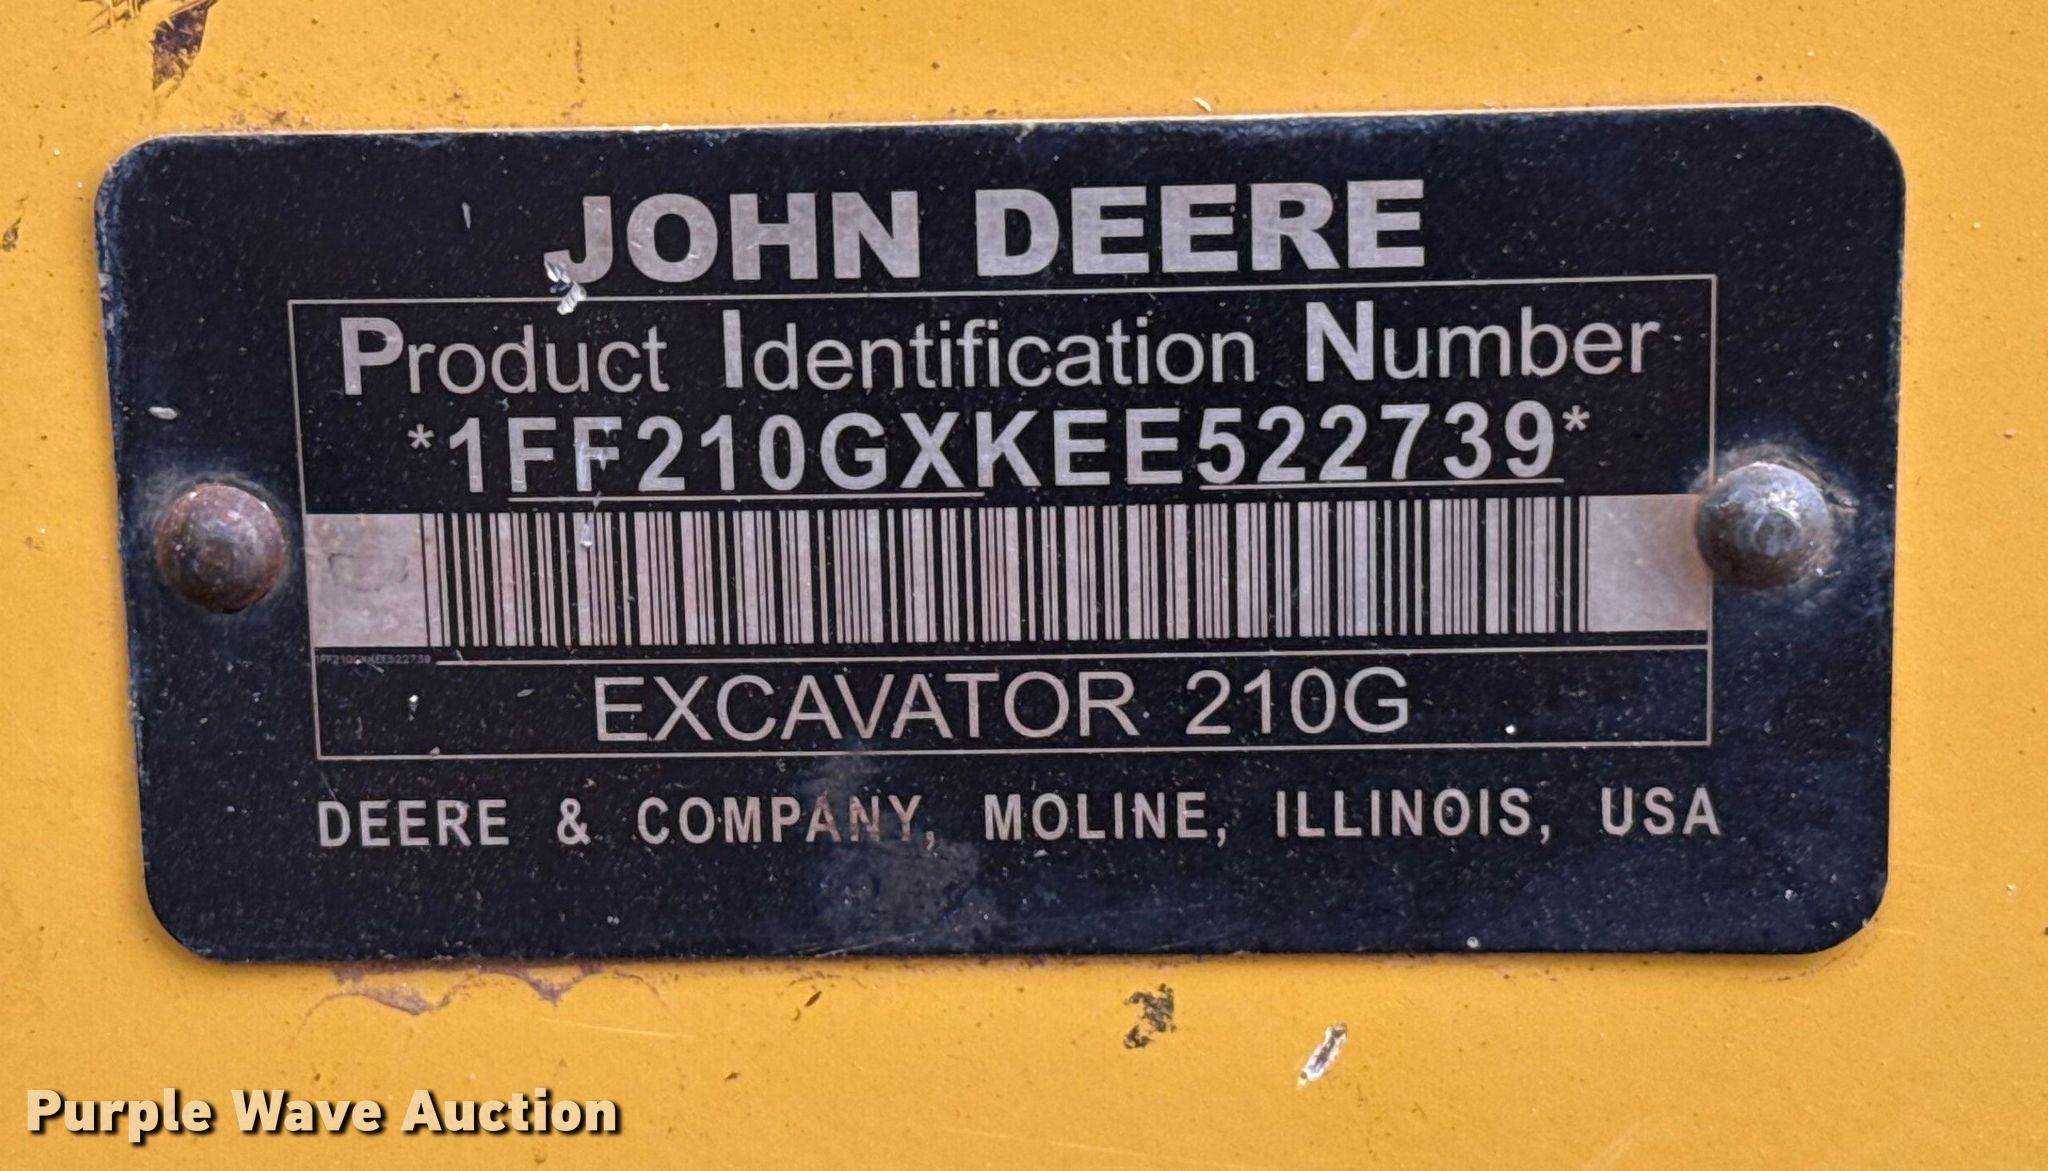 JOHN DEERE
Product Identification Number
*1FF210GXKEE522739*
1FF210GXKEE522739
EXCAVATOR 210G
DEERE & COMPANY, MOLINE, ILLINOIS, USA
Purple Wave Auction